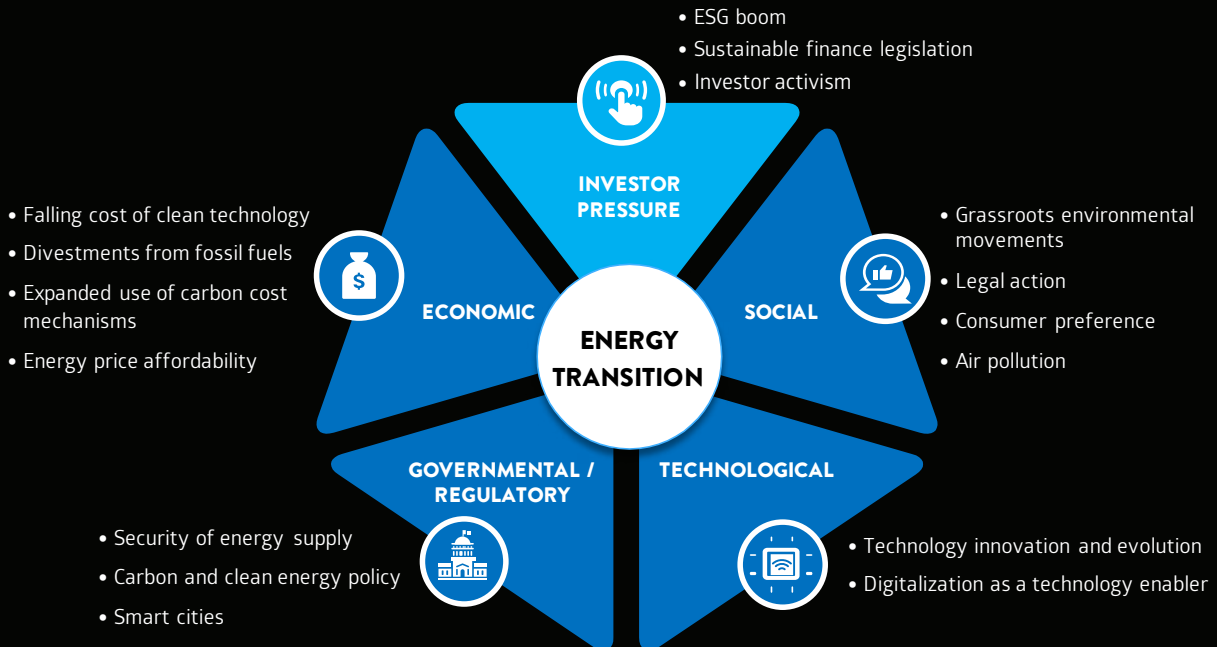 • ESG boom
• Sustainable finance legislation
• Investor activism
INVESTOR
PRESSURE
• Falling cost of clean technology
• Divestments from fossil fuels
• Expanded use of carbon cost
mechanisms
• Energy price affordability
$
ECONOMIC
SOCIAL
• Grassroots environmental
movements
• Legal action
• Consumer preference
• Air pollution
ENERGY
TRANSITION
GOVERNMENTAL /
REGULATORY
TECHNOLOGICAL
• Security of energy supply
• Carbon and clean energy policy
• Smart cities
• Technology innovation and evolution
• Digitalization as a technology enabler